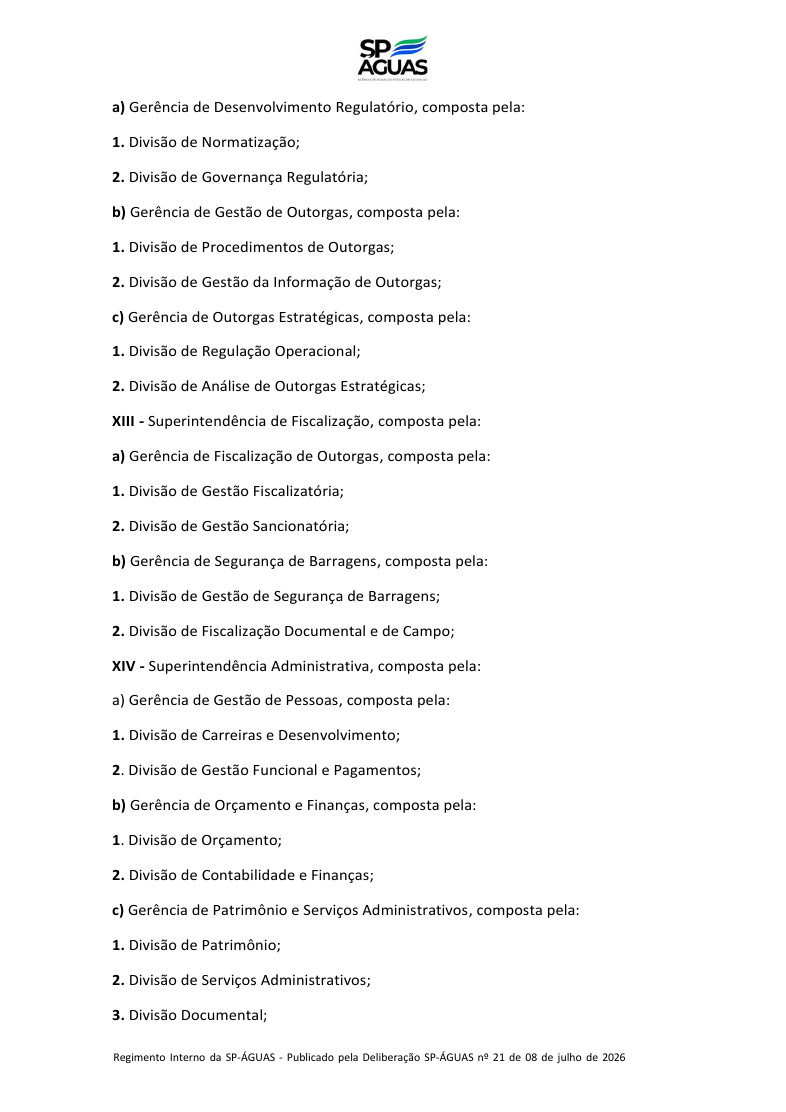 SP
ÁGUAS
a) Gerência de Desenvolvimento Regulatório, composta pela:
1. Divisão de Normatização;
2. Divisão de Governança Regulatória;
b) Gerência de Gestão de Outorgas, composta pela:
1. Divisão de Procedimentos de Outorgas;
2. Divisão de Gestão da Informação de Outorgas;
c) Gerência de Outorgas Estratégicas, composta pela:
1. Divisão de Regulação Operacional;
2. Divisão de Análise de Outorgas Estratégicas;
XIII - Superintendência de Fiscalização, composta pela:
a) Gerência de Fiscalização de Outorgas, composta pela:
1. Divisão de Gestão Fiscalizatória;
2. Divisão de Gestão Sancionatória;
b) Gerência de Segurança de Barragens, composta pela:
1. Divisão de Gestão de Segurança de Barragens;
2. Divisão de Fiscalização Documental e de Campo;
XIV - Superintendência Administrativa, composta pela:
a) Gerência de Gestão de Pessoas, composta pela:
1. Divisão de Carreiras e Desenvolvimento;
2. Divisão de Gestão Funcional e Pagamentos;
b) Gerência de Orçamento e Finanças, composta pela:
1. Divisão de Orçamento;
2. Divisão de Contabilidade e Finanças;
c) Gerência de Patrimônio e Serviços Administrativos, composta pela:
1. Divisão de Patrimônio;
2. Divisão de Serviços Administrativos;
3. Divisão Documental;
Regimento Interno da SP-ÁGUAS - Publicado pela Deliberação SP-ÁGUAS nº 21 de 08 de julho de 2026